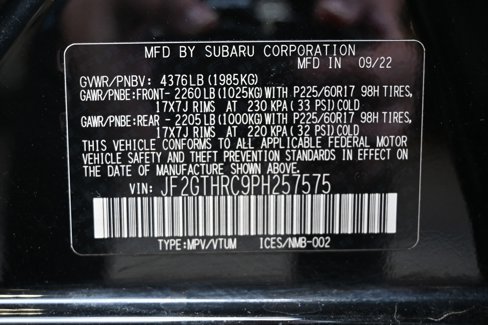 MFD BY SUBARU CORPORATION
MFD IN 09/22
GVWR/PNBV: 4376LB (1985KG)
GAWR/PNBE:FRONT- 2260LB (1025KG) WITH P225/60R17 98H TIRES,
17X7J RIMS AT 230 KPA (33 PSI) COLD
GAWR/PNBE:REAR - 2205LB (1000KG) WITH P225/60R17 98H TIRES,
17X7J RIMS AT 220 KPA (32 PSI) COLD
THIS VEHICLE CONFORMS TO ALL APPLICABLE FEDERAL MOTOR
VEHICLE SAFETY AND THEFT PREVENTION STANDARDS IN EFFECT ON
THE DATE OF MANUFACTURE SHOWN ABOVE.
VIN: JF2GTHRC9PH257575
TYPE:MPV/VTUM ICES/NMB-002